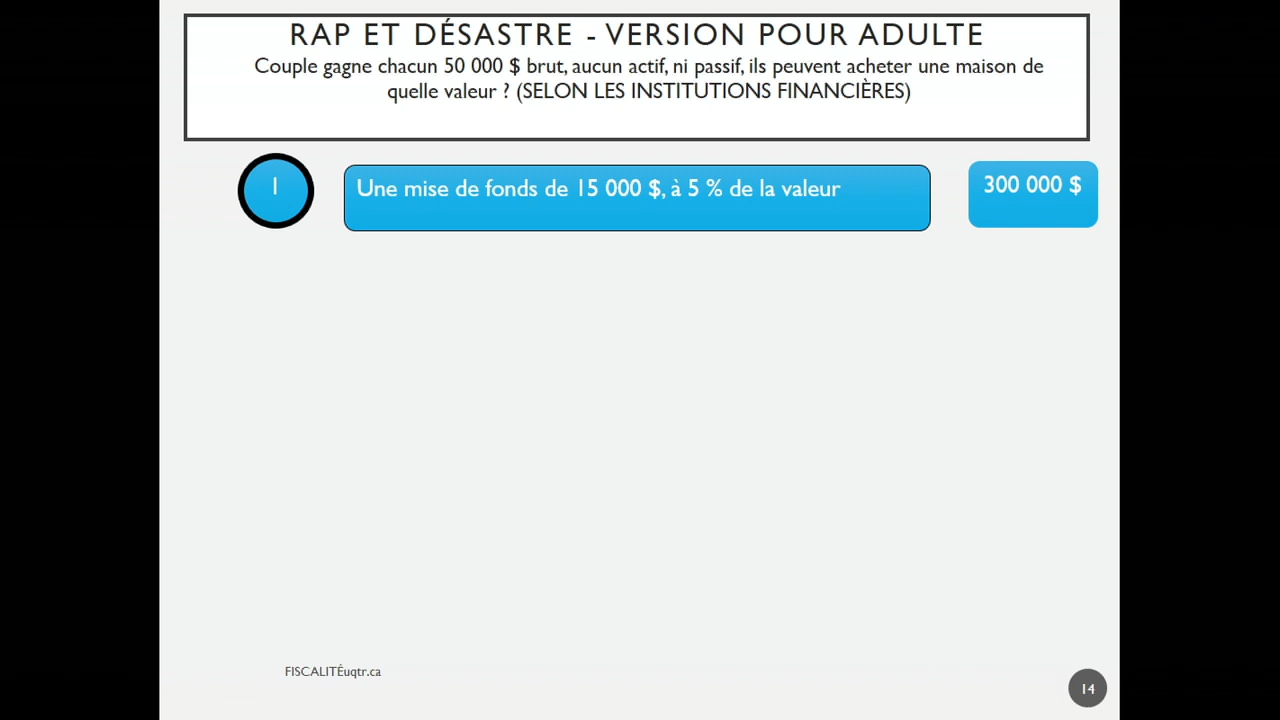 RAP ET DÉSASTRE - VERSION POUR ADULTE
Couple gagne chacun 50 000 $ brut, aucun actif, ni passif, ils peuvent acheter une maison de
quelle valeur ? (SELON LES INSTITUTIONS FINANCIÈRES)
1
Une mise de fonds de 15 000 $, à 5 % de la valeur
300 000 $
FISCALITÉuqtr.ca
14